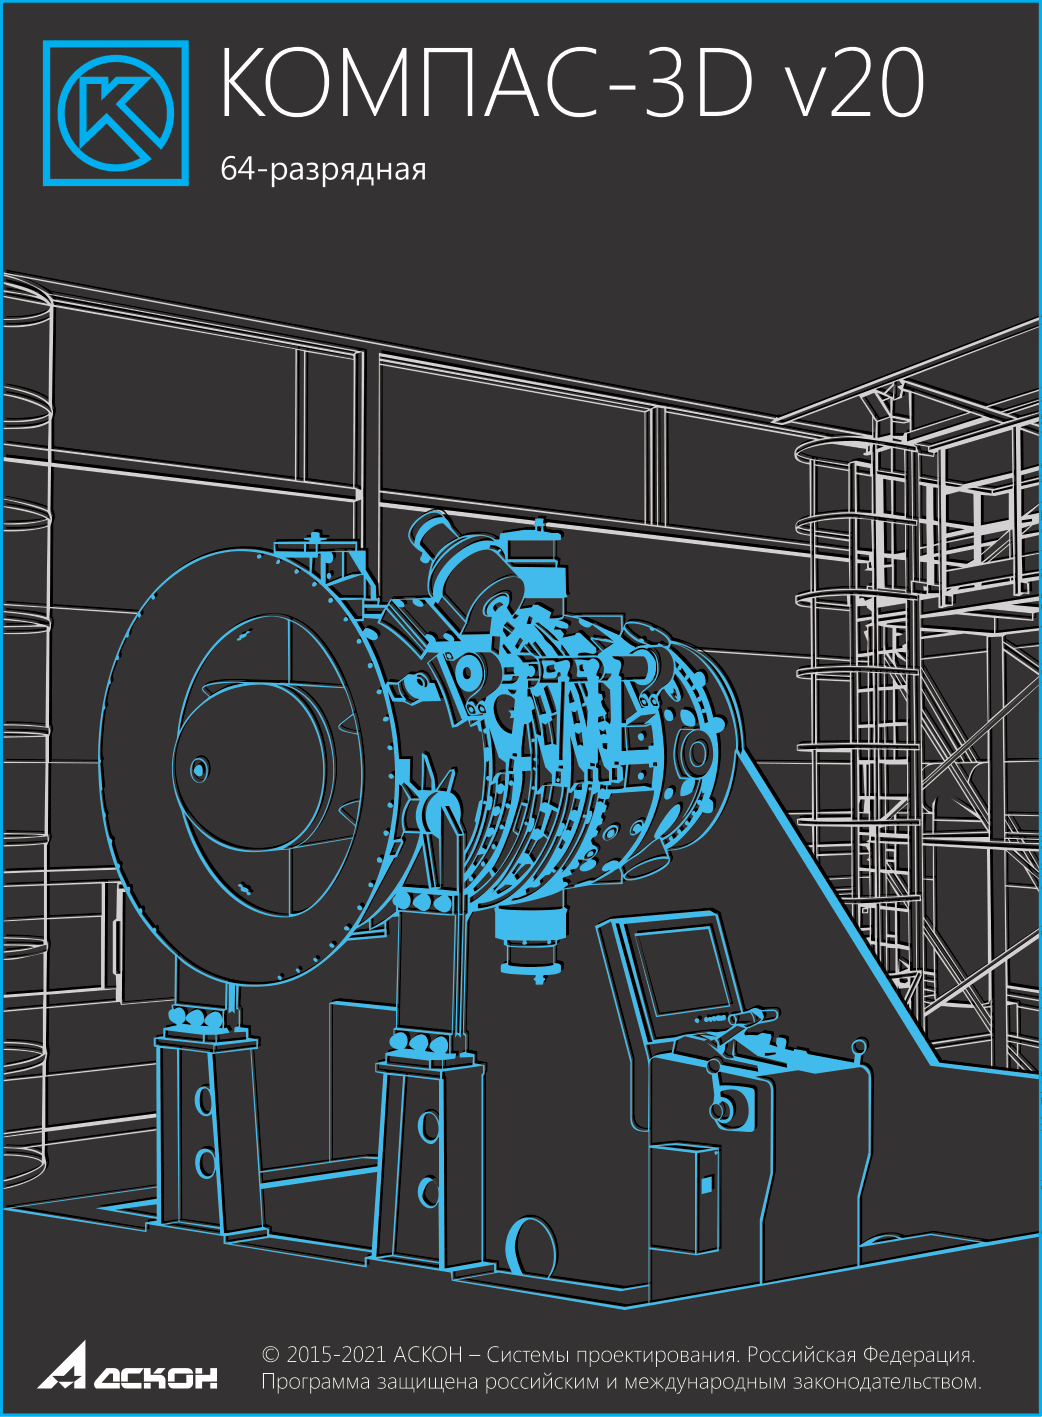 КОМПАС-3D v20
64-разрядная
АСКОН
© 2015-2021 АСКОН – Системы проектирования. Российская Федерация.
Программа защищена российским и международным законодательством.